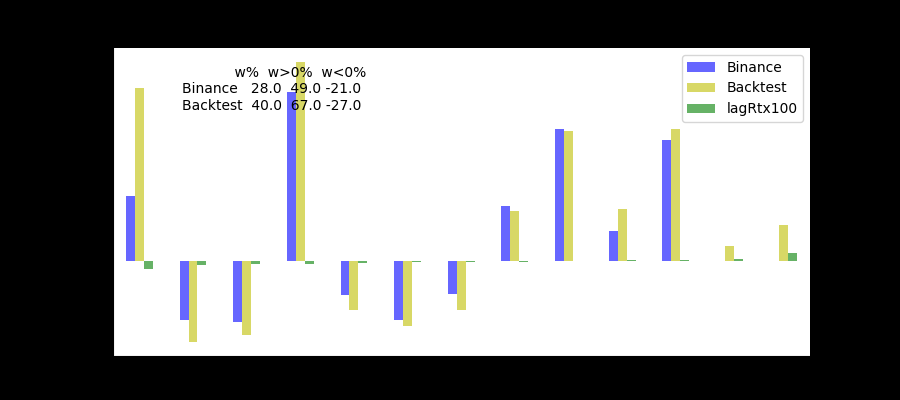 w% w>0% w<0%
Binance 28.0 49.0 -21.0
Backtest 40.0 67.0 -27.0
Binance
Backtest
lagRtx100